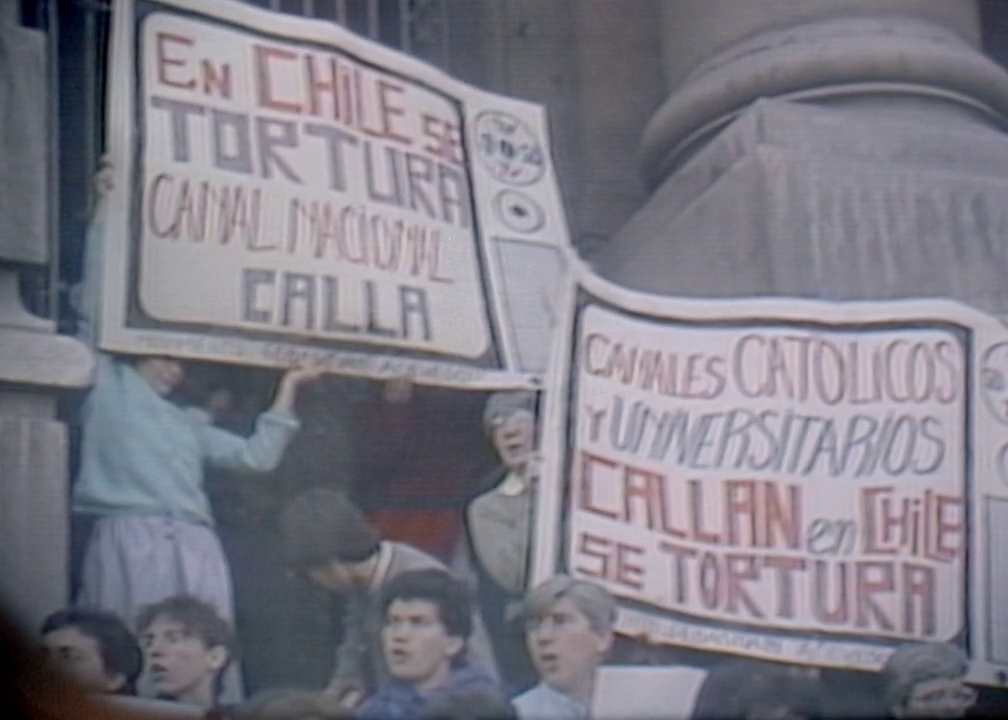 EN CHILE SE
TORTURA
CANAL NACIONAL
CALLA
CANALES CATOLICOS
Y UNIVERSITARIOS
CALLAN en CHILE
SE TORTURA